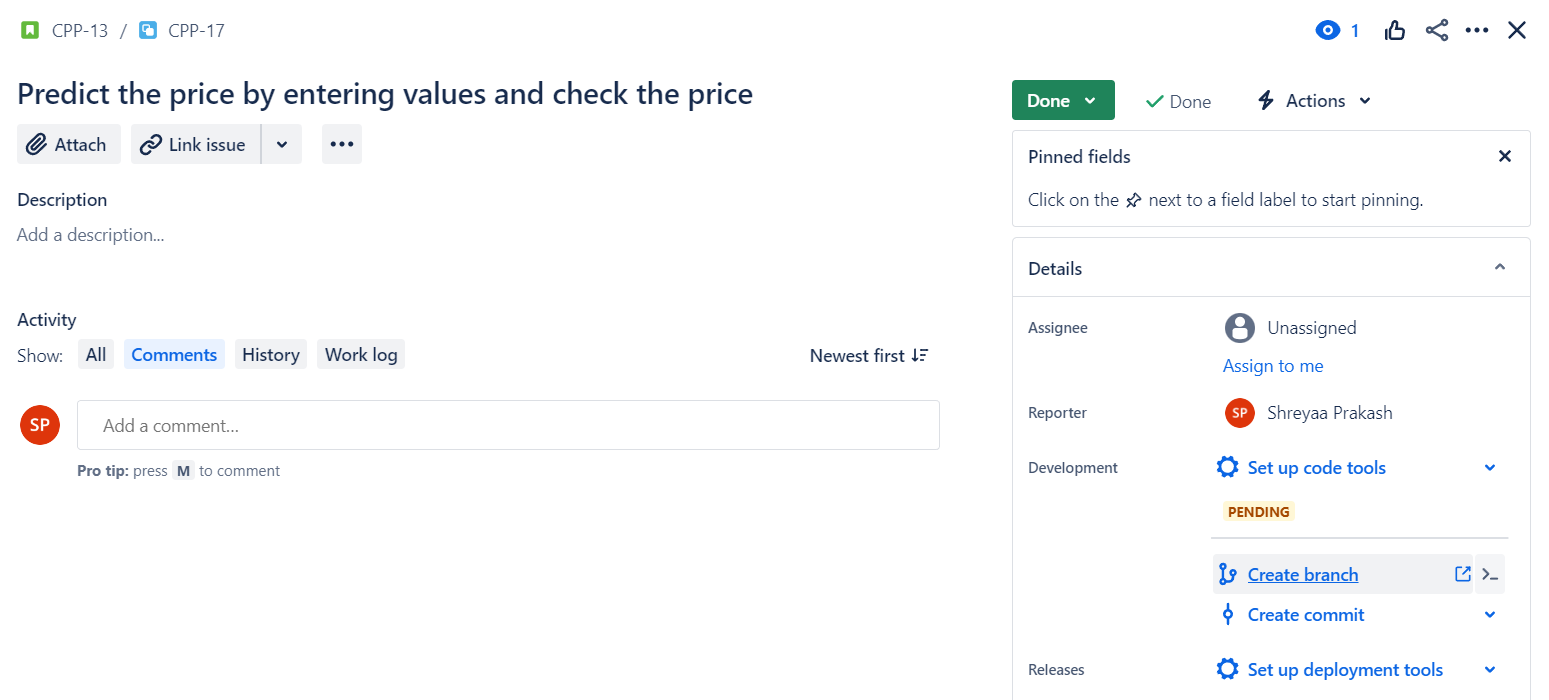 CPP-13 / CPP-17
1
Predict the price by entering values and check the price
Attach
Link issue
Description
Add a description...
Activity
Show: All Comments History Work log
Newest first
SP
Add a comment...
Pro tip: press M to comment
Done
Done
Actions
Pinned fields
Click on the next to a field label to start pinning.
Details
Assignee
Unassigned
Assign to me
Reporter
SP Shreyaa Prakash
Development
Set up code tools
PENDING
Create branch
Create commit
Releases
Set up deployment tools